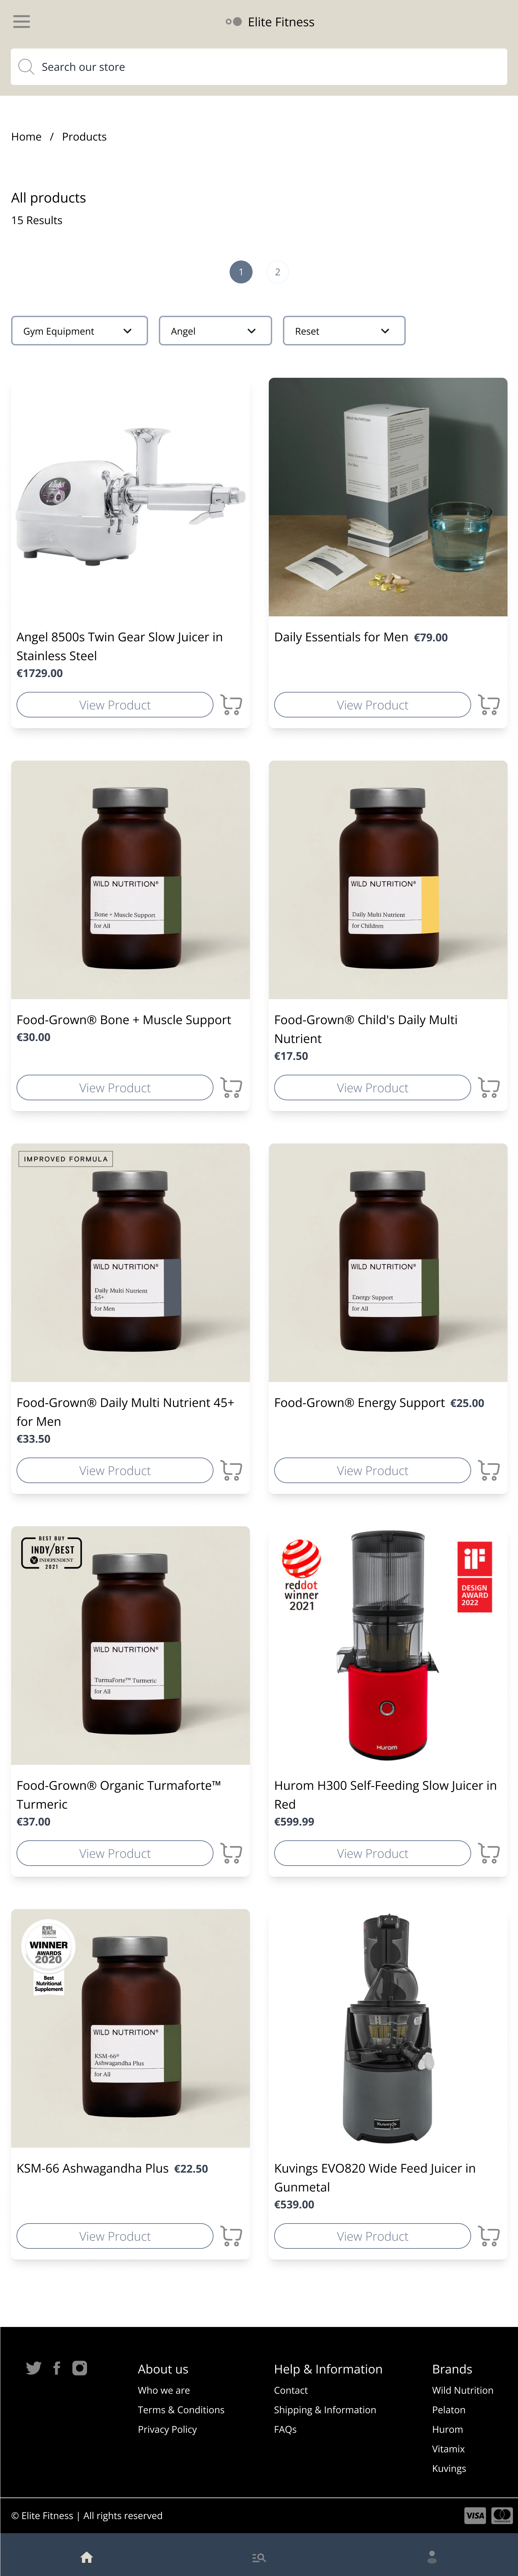 Elite Fitness
Search our store
Home / Products
All products
15 Results
1 2
Gym Equipment Angel Reset
Angel 8500s Twin Gear Slow Juicer in
Stainless Steel
€1729.00
View Product
Daily Essentials for Men €79.00
View Product
WILD NUTRITION®
Bone + Muscle Support
for All
Food-Grown® Bone + Muscle Support
€30.00
View Product
WILD NUTRITION®
Daily Multi Nutrient
for Children
Food-Grown® Child's Daily Multi
Nutrient
€17.50
View Product
IMPROVED FORMULA
WILD NUTRITION®
Daily Multi Nutrient
45+
for Men
Food-Grown® Daily Multi Nutrient 45+
for Men
€33.50
View Product
WILD NUTRITION®
Energy Support
for All
Food-Grown® Energy Support €25.00
View Product
BEST BUY
INDY/BEST
INDEPENDENT
2021
WILD NUTRITION®
TurmaForte™ Turmeric
for All
Food-Grown® Organic Turmaforte™
Turmeric
€37.00
View Product
reddot
winner
2021
iF
DESIGN
AWARD
2022
Hurom
Hurom H300 Self-Feeding Slow Juicer in
Red
€599.99
View Product
WINNER
AWARDS
2020
Best
Nutritional
Supplement
WILD NUTRITION®
KSM-66®
Ashwagandha Plus
for All
KSM-66 Ashwagandha Plus €22.50
View Product
Kuvings
Kuvings EVO820 Wide Feed Juicer in
Gunmetal
€539.00
View Product
About us
Who we are
Terms & Conditions
Privacy Policy
Help & Information
Contact
Shipping & Information
FAQs
Brands
Wild Nutrition
Pelaton
Hurom
Vitamix
Kuvings
© Elite Fitness | All rights reserved
VISA